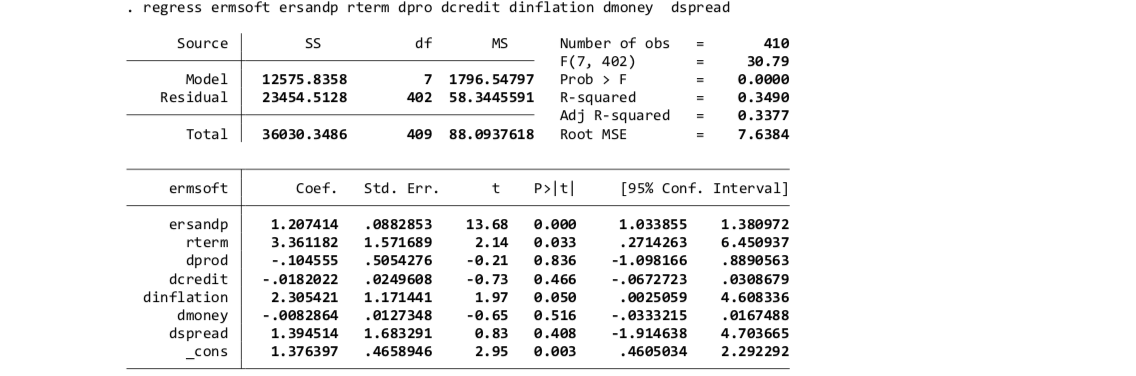 . regress ermsoft ersandp rterm dpro dcredit dinflation dmoney  dspread
Source | SS df MS Number of obs = 410
F(7, 402) = 30.79
Model | 12575.8358 7 1796.54797 Prob > F = 0.0000
Residual | 23454.5128 402 58.3445591 R-squared = 0.3490
Adj R-squared = 0.3377
Total | 36030.3486 409 88.0937618 Root MSE = 7.6384
ermsoft | Coef. Std. Err. t P>|t| [95% Conf. Interval]
ersandp | 1.207414 .0882853 13.68 0.000 1.033855 1.380972
rterm | 3.361182 1.571689 2.14 0.033 .2714263 6.450937
dprod | -.104555 .5054276 -0.21 0.836 -1.098166 .8890563
dcredit | -.0182022 .0249608 -0.73 0.466 -.0672723 .0308679
dinflation | 2.305421 1.171441 1.97 0.050 .0025059 4.608336
dmoney | -.0082864 .0127348 -0.65 0.516 -.0333215 .0167488
dspread | 1.394514 1.683291 0.83 0.408 -1.914638 4.703665
_cons | 1.376397 .4658946 2.95 0.003 .4605034 2.292292